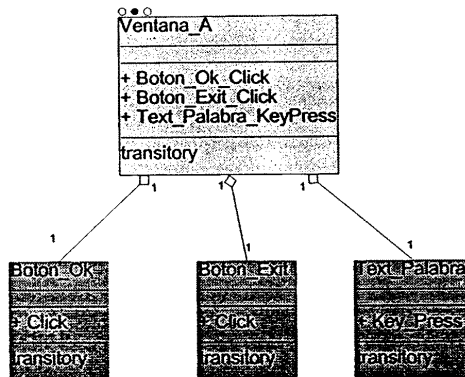 Ventana_A
+ Boton_Ok_Click
+ Boton_Exit_Click
+ Text_Palabra_KeyPress
transitory
1 1 1
1 1 1
Boton_Ok Boton_Exit Text_Palabra
+ Click + Click + Key_Press
transitory transitory transitory